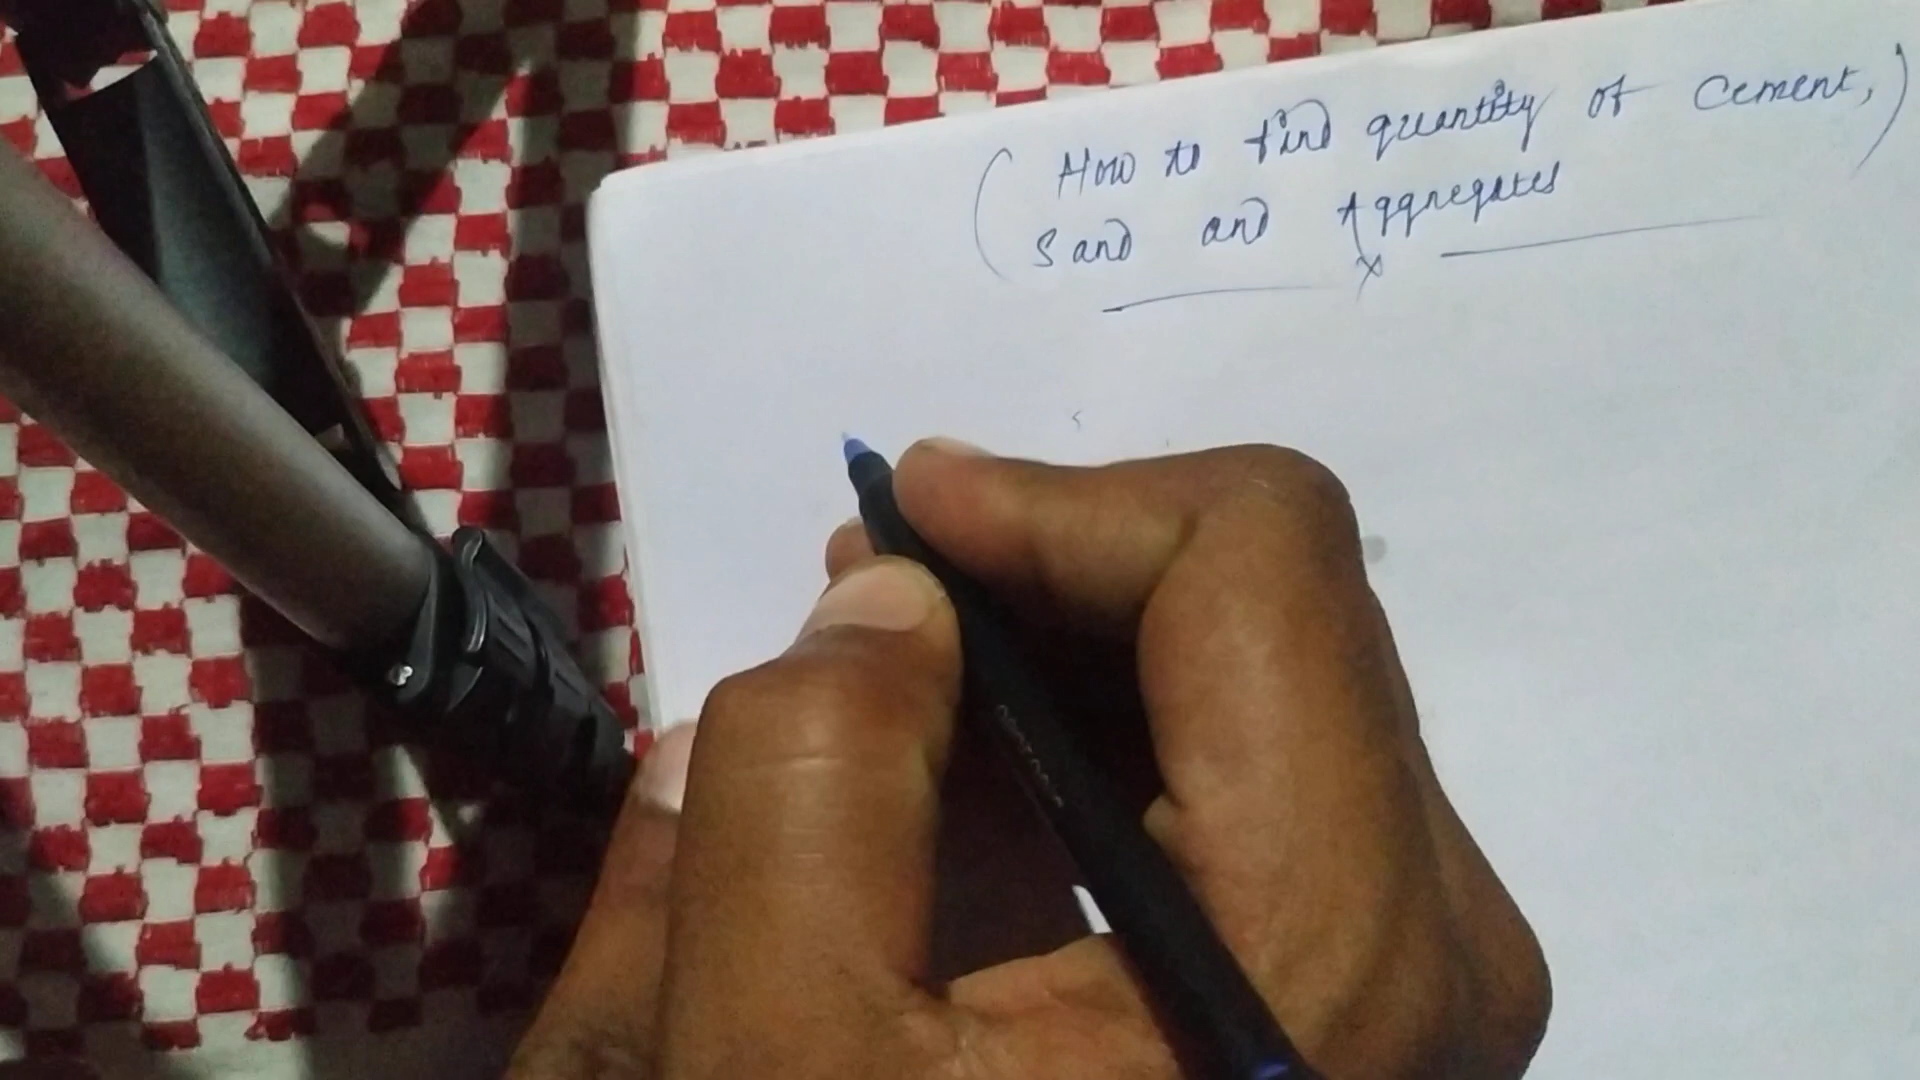 ( How to find quantity of Cement, )
Sand and Aggregates